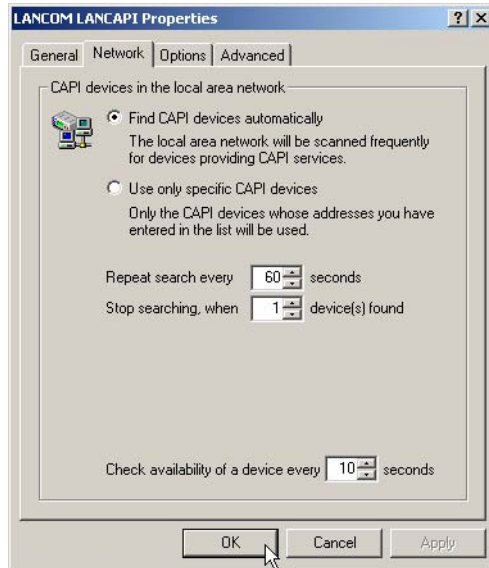 LANCOM LANCAPI Properties
General Network Options Advanced
CAPI devices in the local area network
Find CAPI devices automatically
The local area network will be scanned frequently
for devices providing CAPI services.
Use only specific CAPI devices
Only the CAPI devices whose addresses you have
entered in the list will be used.
Repeat search every 60 seconds
Stop searching, when 1 device(s) found
Check availability of a device every 10 seconds
OK Cancel Apply